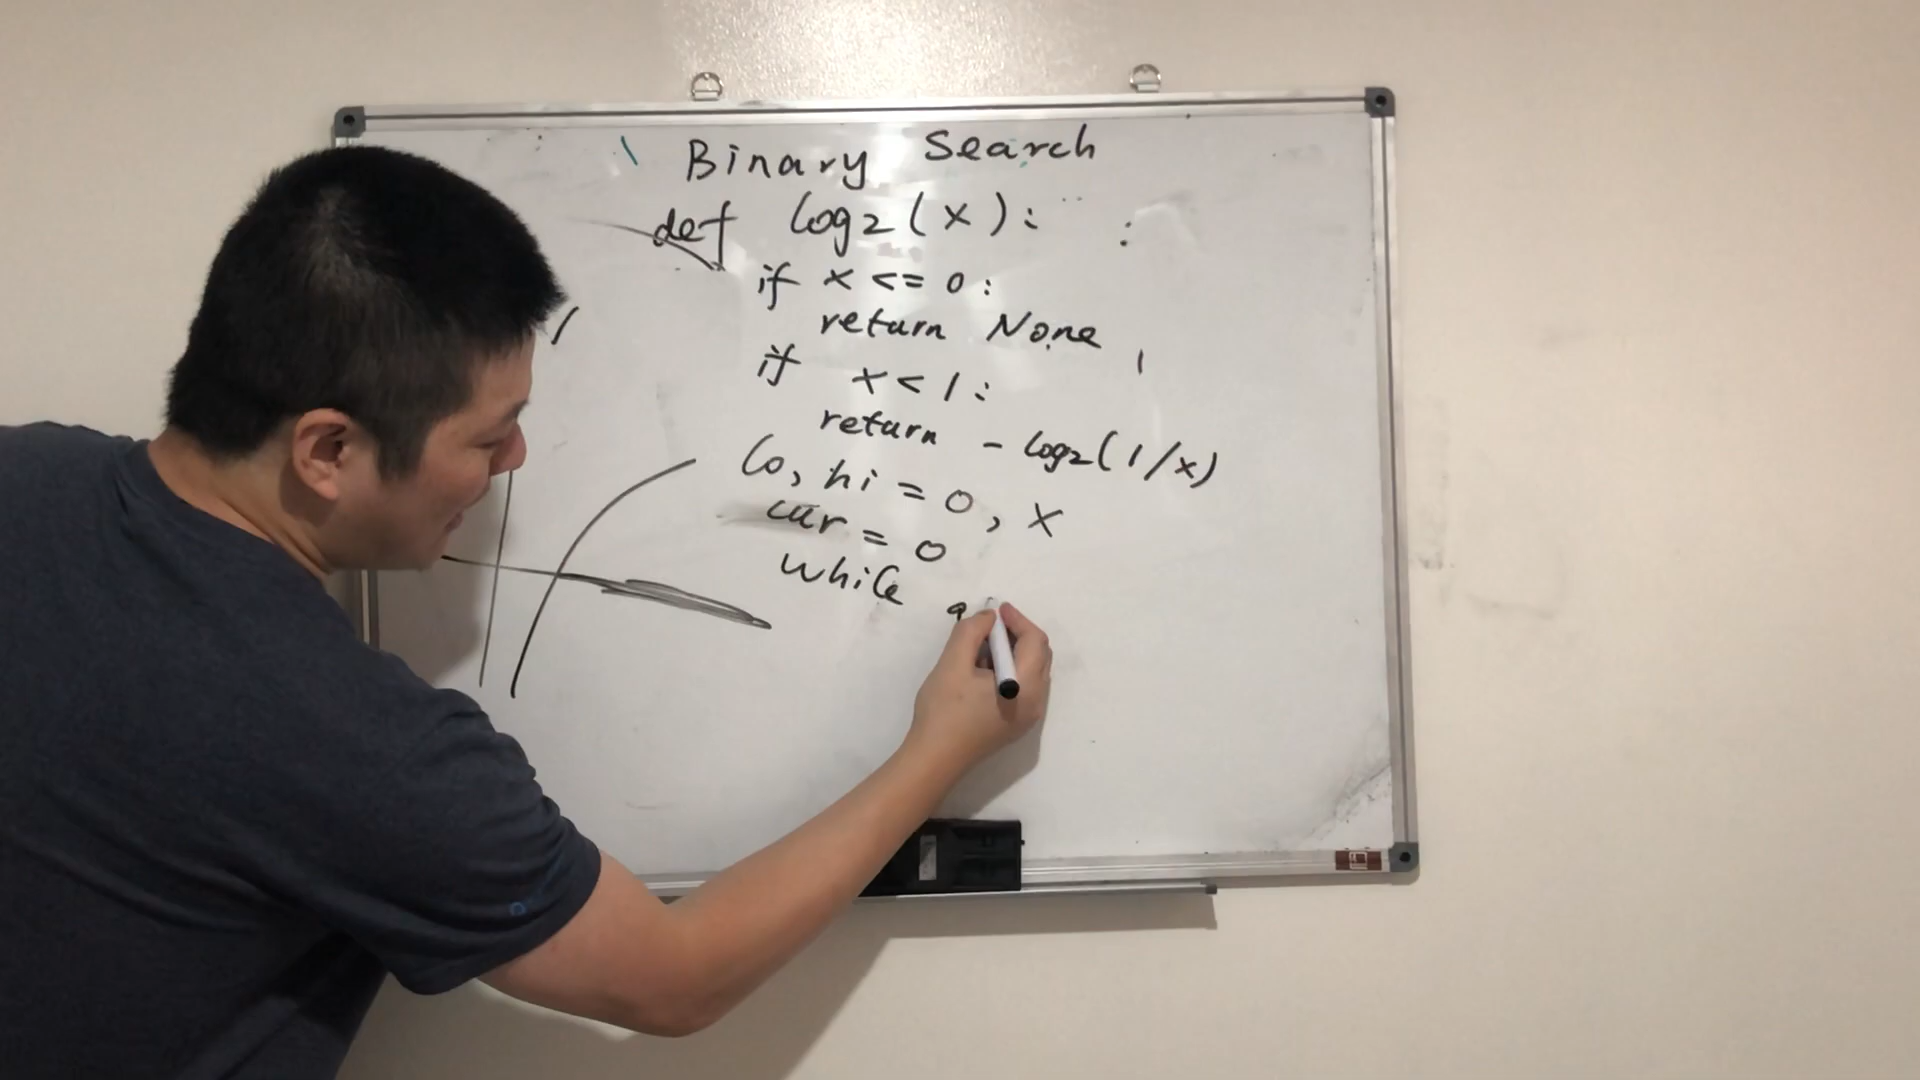 Binary Search
def log2(x):
if x <= 0:
return None
if x < 1:
return - log2(1/x)
lo, hi = 0, x
cur = 0
while